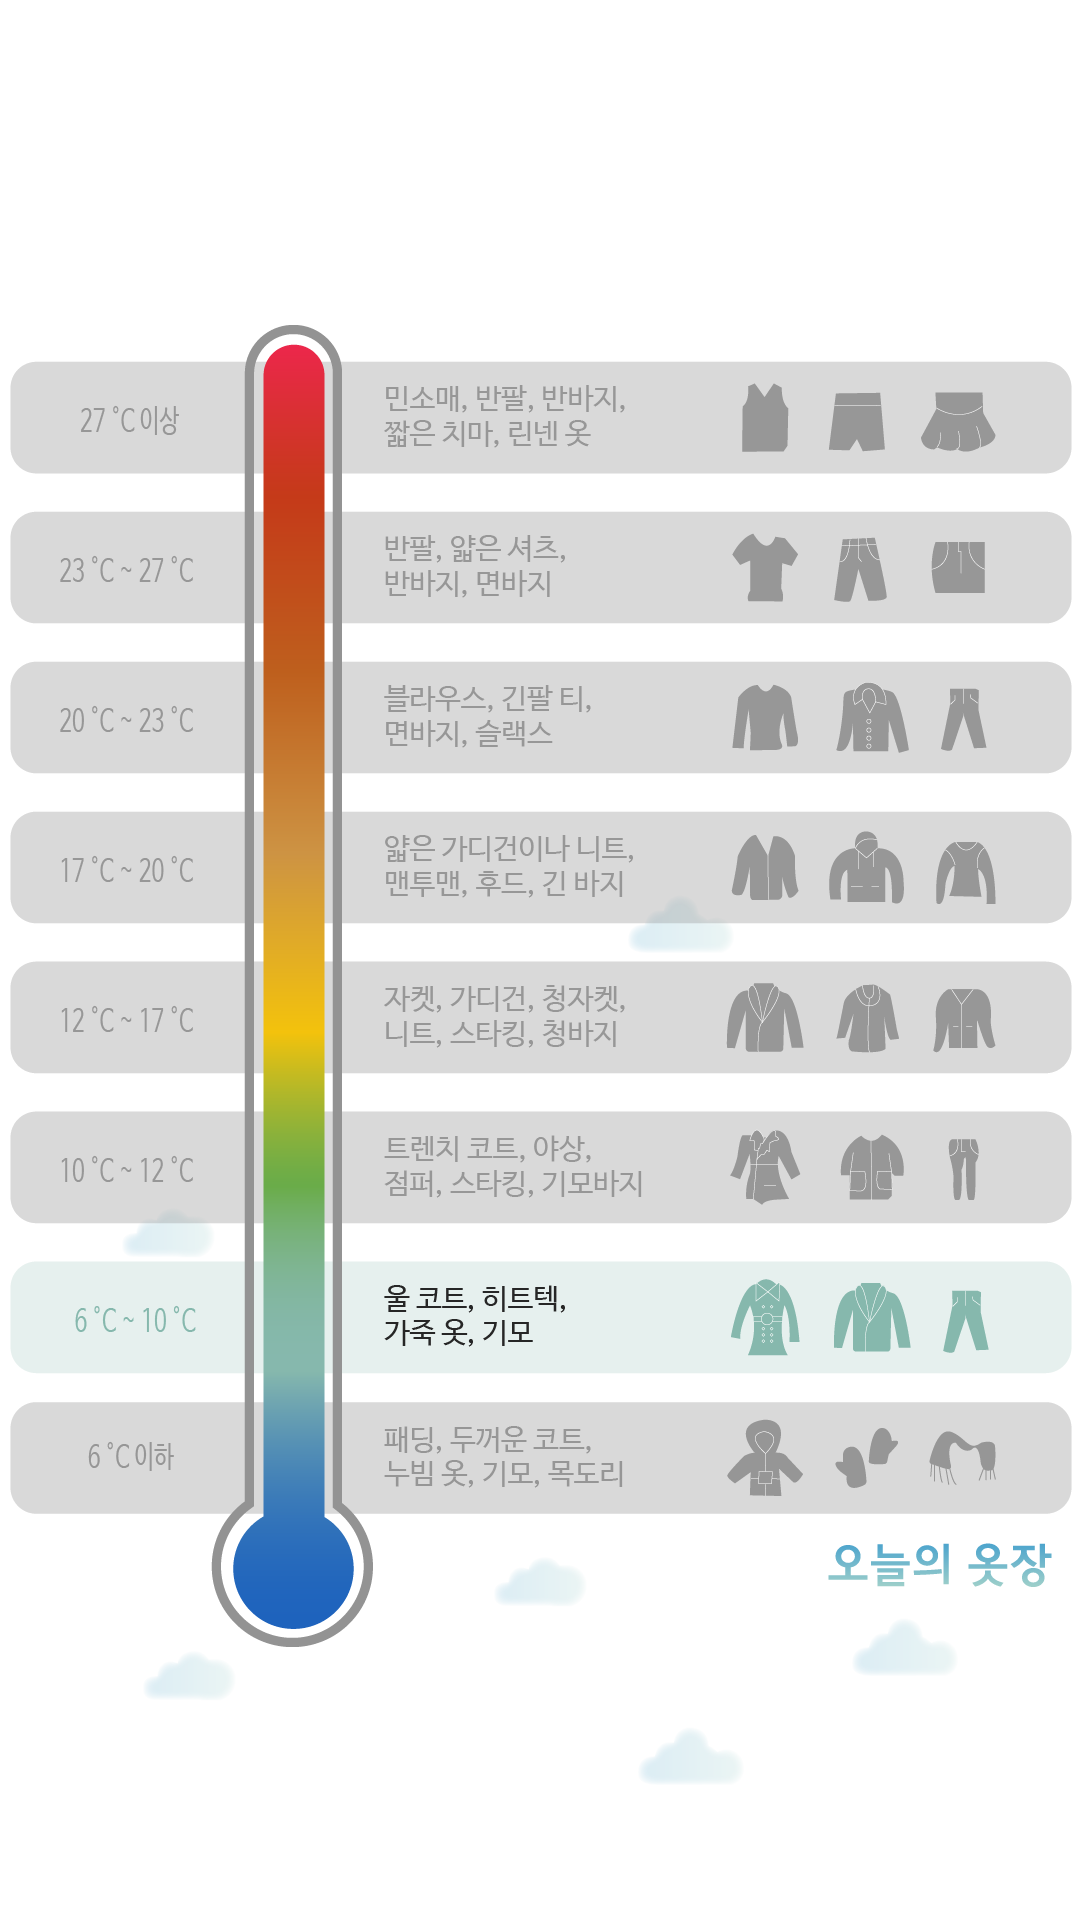 27 °C 이상
민소매, 반팔, 반바지,
짧은 치마, 린넨 옷
23 °C ~ 27 °C
반팔, 얇은 셔츠,
반바지, 면바지
20 °C ~ 23 °C
블라우스, 긴팔 티,
면바지, 슬랙스
17 °C ~ 20 °C
얇은 가디건이나 니트,
맨투맨, 후드, 긴 바지
12 °C ~ 17 °C
자켓, 가디건, 청자켓,
니트, 스타킹, 청바지
10 °C ~ 12 °C
트렌치 코트, 야상,
점퍼, 스타킹, 기모바지
6 °C ~ 10 °C
울 코트, 히트텍,
가죽 옷, 기모
6 °C 이하
패딩, 두꺼운 코트,
누빔 옷, 기모, 목도리
오늘의 옷장